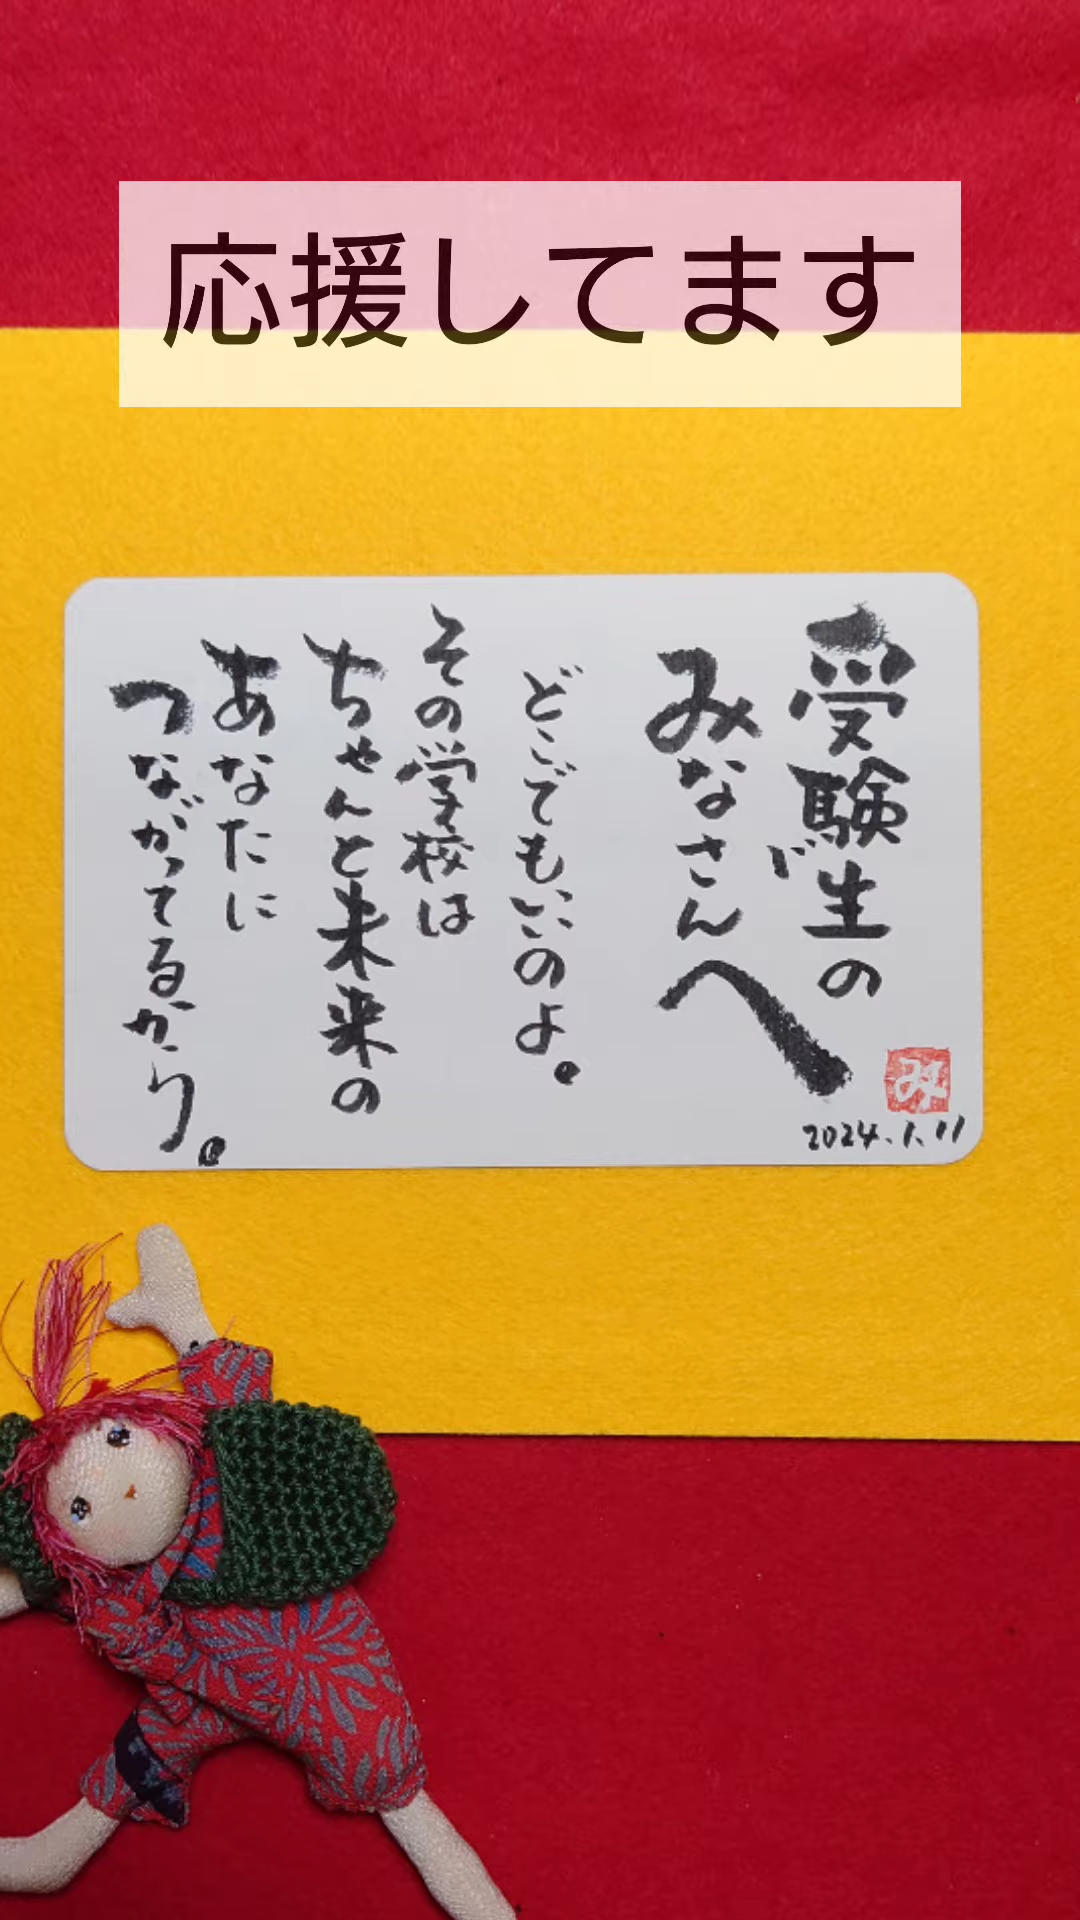 応援してます
受験生の
みなさんへ
どこでもいいのよ。
その学校は
ちゃんと未来の
あなたに
つながってるから。
み
2024.1.11